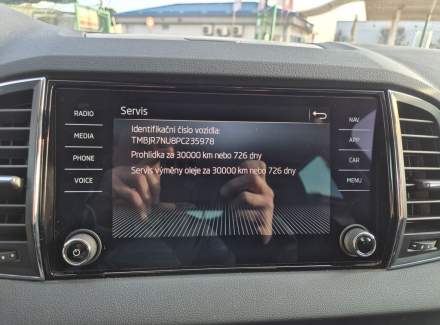 Servis
RADIO
MEDIA
PHONE
VOICE
Identifikační číslo vozidla:
TMBJR7NU8PC235978
Prohlídka za 30000 km nebo 726 dny
Servis výměny oleje za 30000 km nebo 726 dny
NAV
APP
CAR
MENU